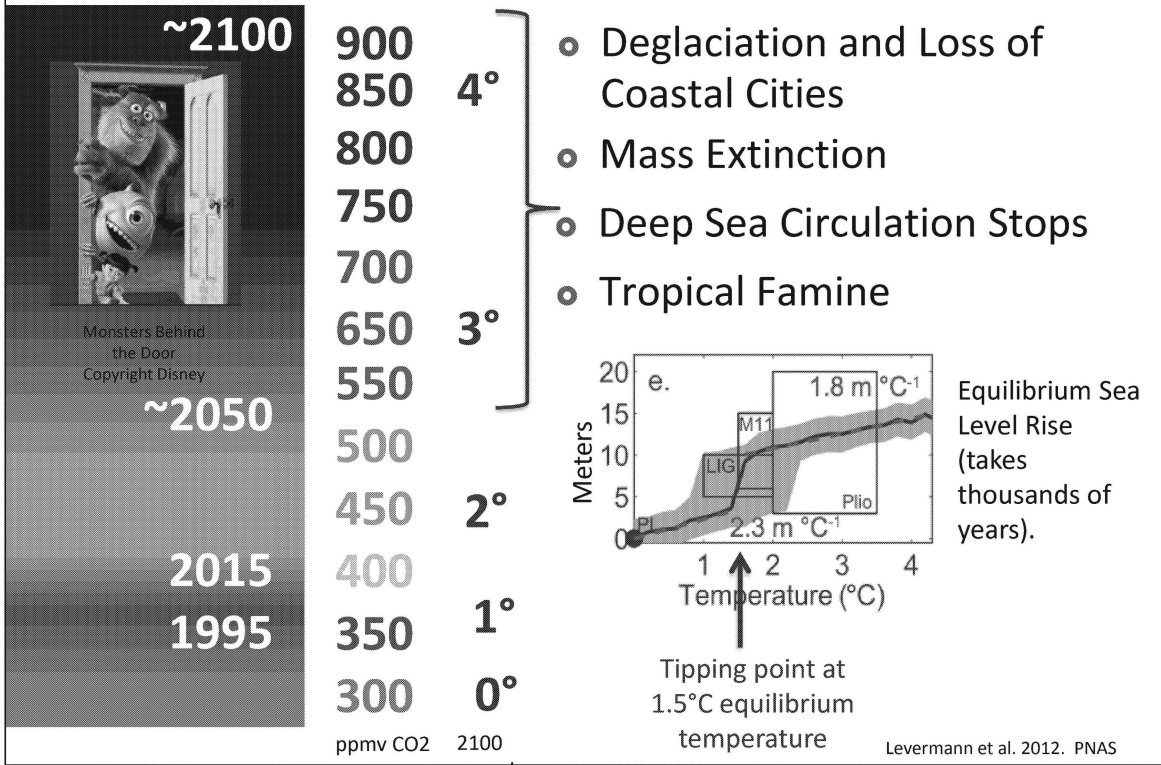 ~2100
Monsters Behind
the Door
Copyright Disney
~2050
2015
1995
900
850 4°
800
750
700
650 3°
550
500
450 2°
400
350 1°
300 0°
ppmv CO2 2100
Deglaciation and Loss of
Coastal Cities
Mass Extinction
Deep Sea Circulation Stops
Tropical Famine
20
15
10
5
0
Meters
e.
1.8 m °C-1
M11
LIG
Plio
PI
2.3 m °C-1
1 2 3 4
Temperature (°C)
Equilibrium Sea
Level Rise
(takes
thousands of
years).
Tipping point at
1.5°C equilibrium
temperature
Levermann et al. 2012. PNAS